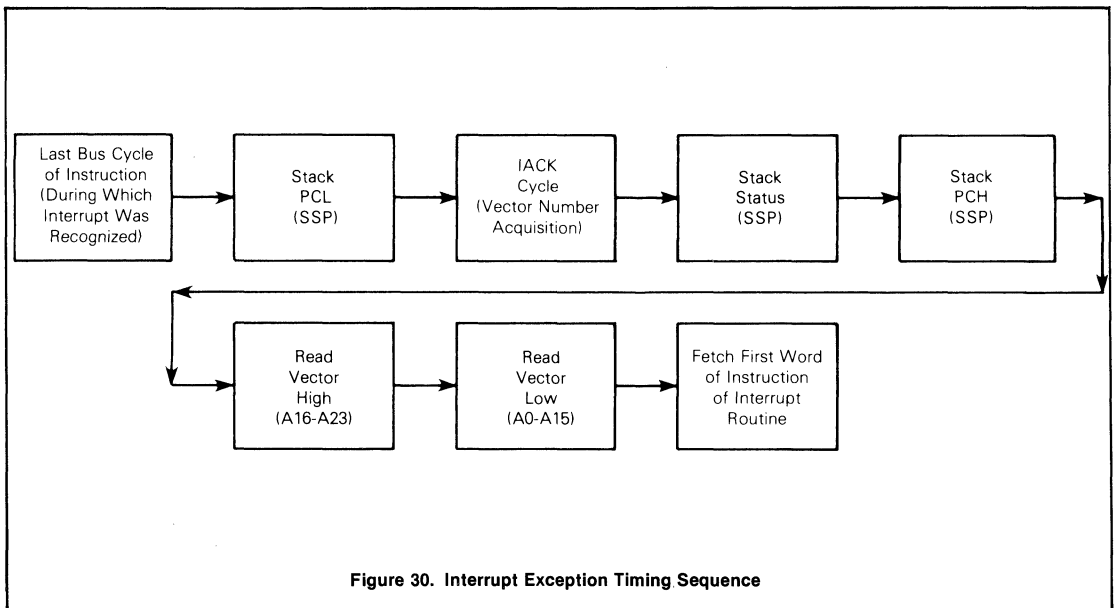 Last Bus Cycle
of Instruction
(During Which
Interrupt Was
Recognized)
Stack
PCL
(SSP)
IACK
Cycle
(Vector Number
Acquisition)
Stack
Status
(SSP)
Stack
PCH
(SSP)
Read
Vector
High
(A16-A23)
Read
Vector
Low
(A0-A15)
Fetch First Word
of Instruction
of Interrupt
Routine
Figure 30. Interrupt Exception Timing Sequence